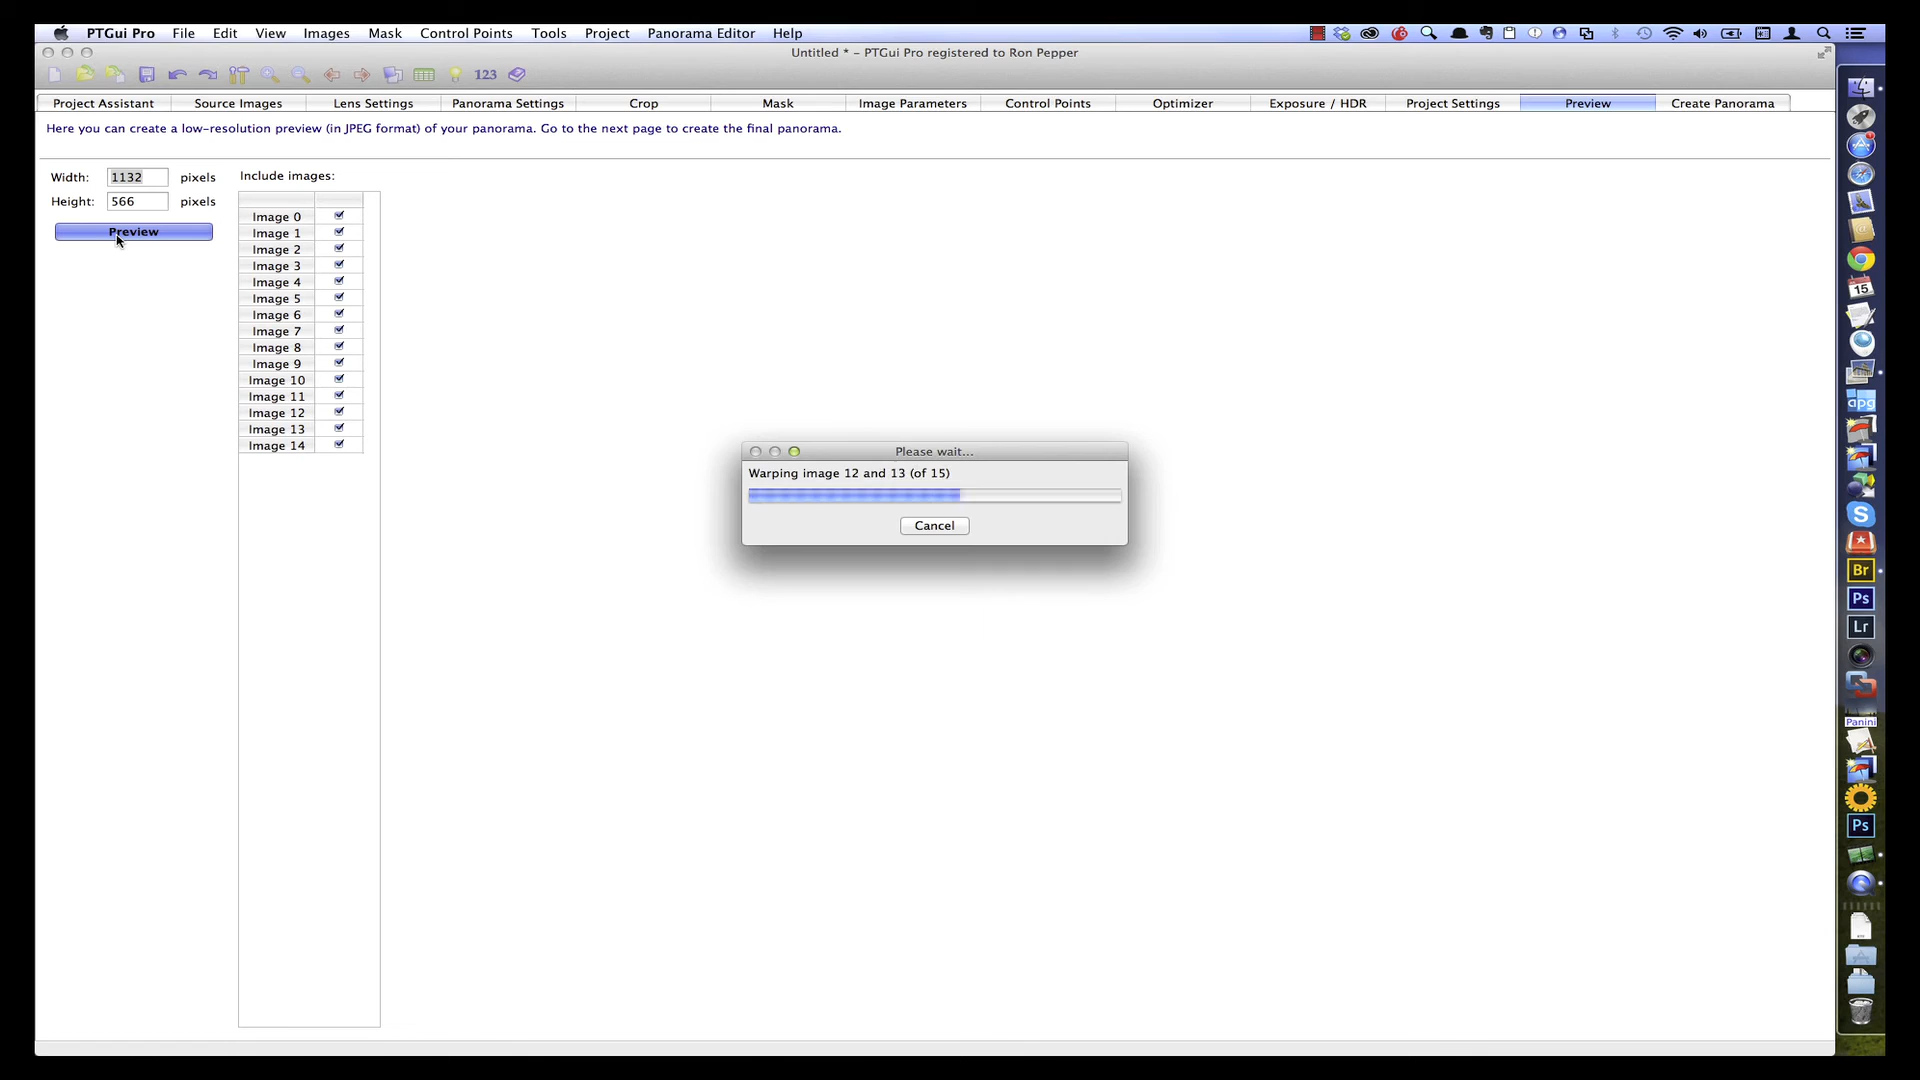 PTGui Pro File Edit View Images Mask Control Points Tools Project Panorama Editor Help
Untitled * - PTGui Pro registered to Ron Pepper
123
Project Assistant Source Images Lens Settings Panorama Settings Crop Mask Image Parameters Control Points Optimizer Exposure / HDR Project Settings Preview Create Panorama
Here you can create a low-resolution preview (in JPEG format) of your panorama. Go to the next page to create the final panorama.
Width: 1132 pixels Include images:
Height: 566 pixels
Preview
Image 0
Image 1
Image 2
Image 3
Image 4
Image 5
Image 6
Image 7
Image 8
Image 9
Image 10
Image 11
Image 12
Image 13
Image 14
Please wait...
Warping image 12 and 13 (of 15)
Cancel
15
apg
S
Br
Ps
Lr
Panini
Ps